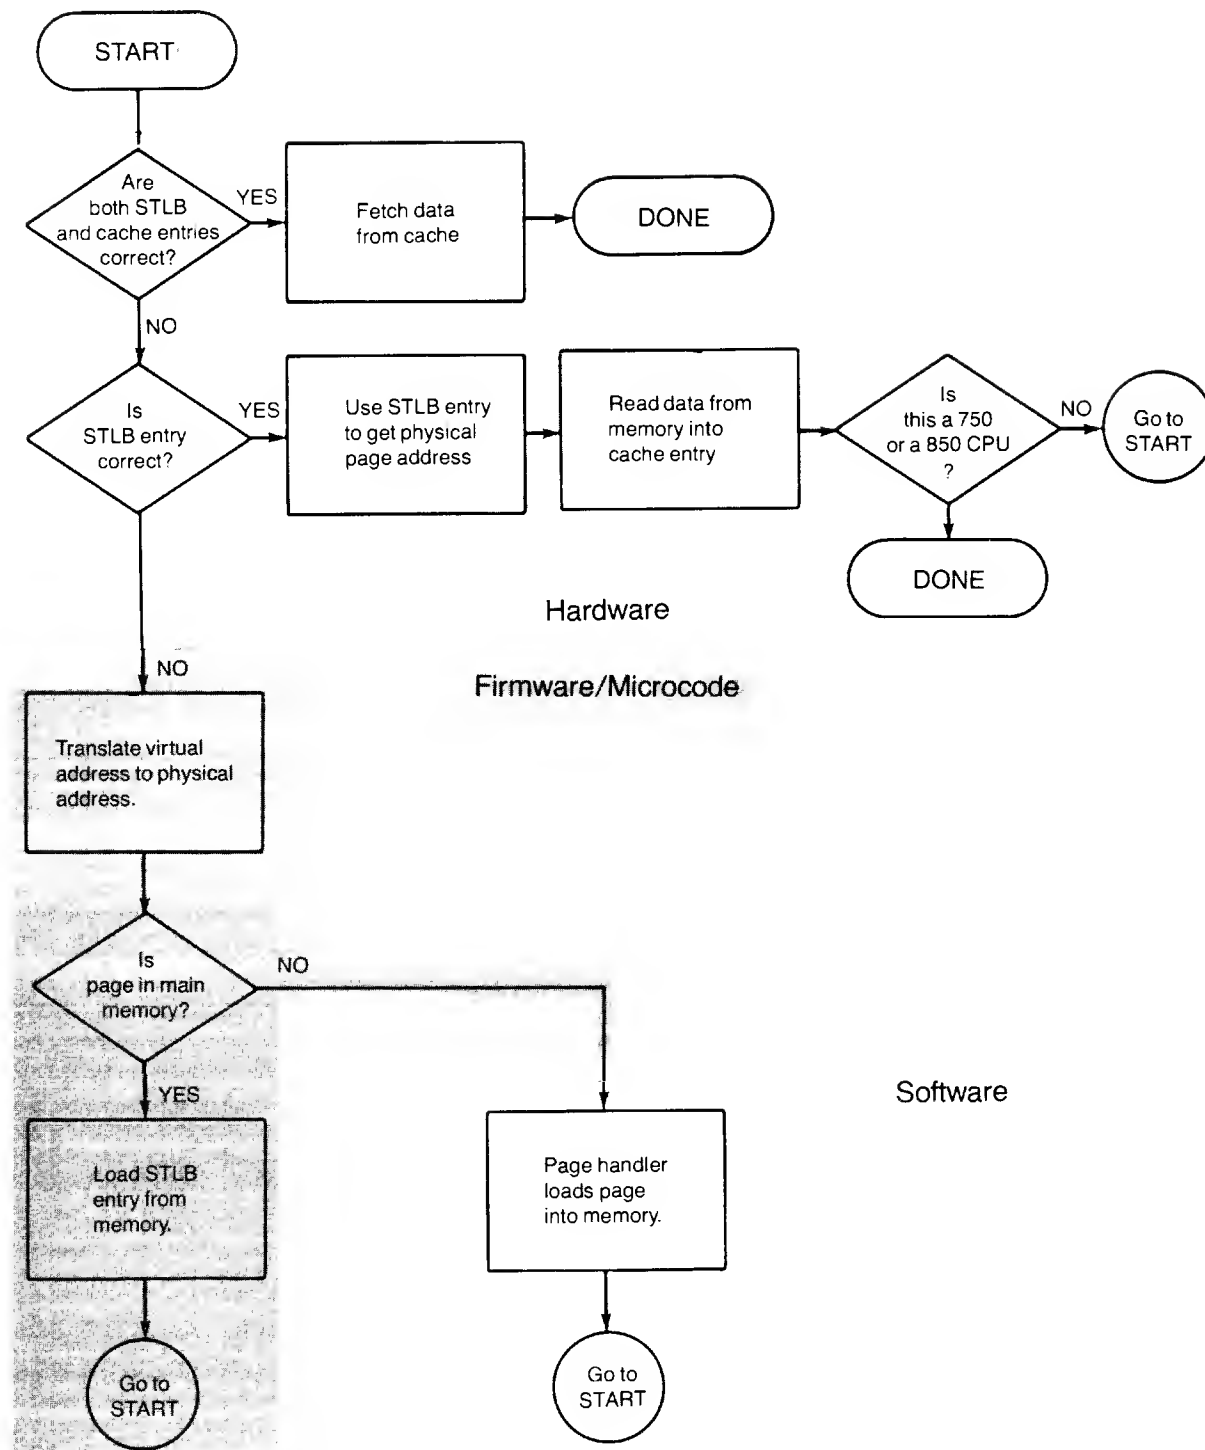 START
Are
both STLB
and cache entries
correct?
YES
Fetch data
from cache
DONE
NO
Is
STLB entry
correct?
YES
Use STLB entry
to get physical
page address
Read data from
memory into
cache entry
Is
this a 750
or a 850 CPU
?
NO
Go to
START
DONE
Hardware
NO
Firmware/Microcode
Translate virtual
address to physical
address.
Is
page in main
memory?
NO
YES
Software
Load STLB
entry from
memory.
Page handler
loads page
into memory.
Go to
START
Go to
START